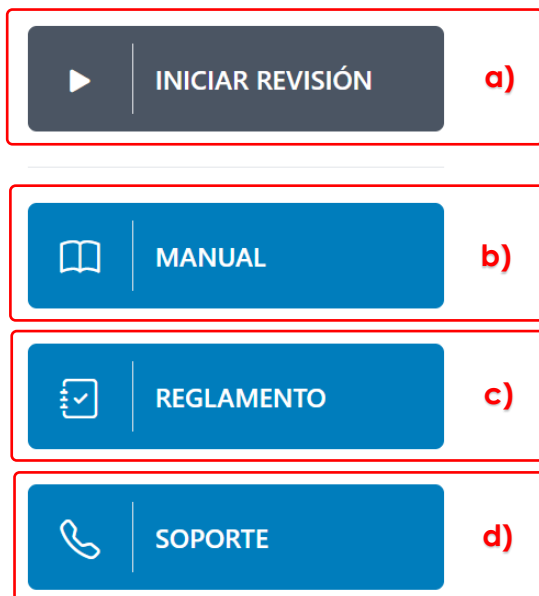 INICIAR REVISIÓN a)
MANUAL b)
REGLAMENTO c)
SOPORTE d)